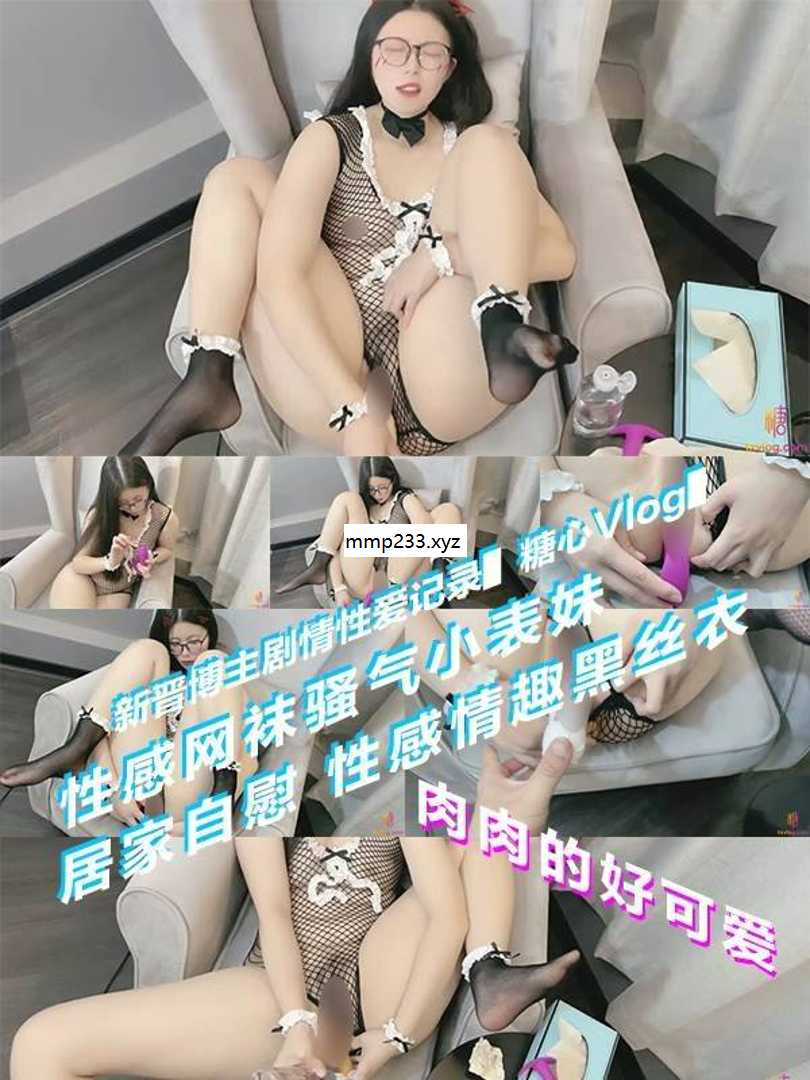 txvlog.com
mmp233.xyz
新晋博主剧情性爱记录 糖心Vlog
性感网袜骚气小表妹
居家自慰 性感情趣黑丝衣
肉肉的好可爱